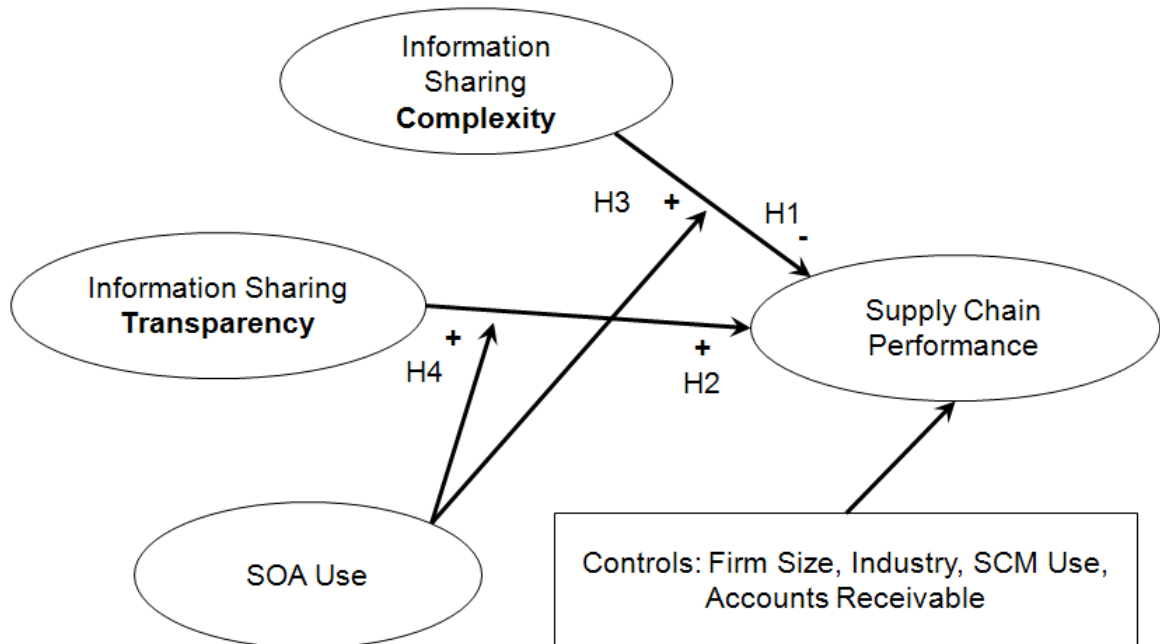 Information
Sharing
Complexity
H3
+
H1
-
Information Sharing
Transparency
+
H4
+
H2
Supply Chain
Performance
SOA Use
Controls: Firm Size, Industry, SCM Use,
Accounts Receivable